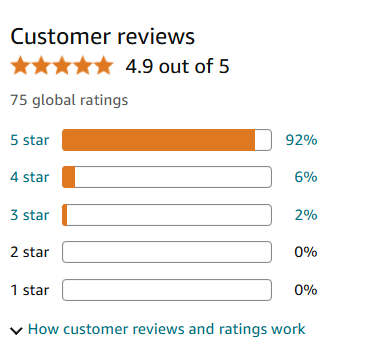 Customer reviews
4.9 out of 5
75 global ratings
5 star 92%
4 star 6%
3 star 2%
2 star 0%
1 star 0%
How customer reviews and ratings work